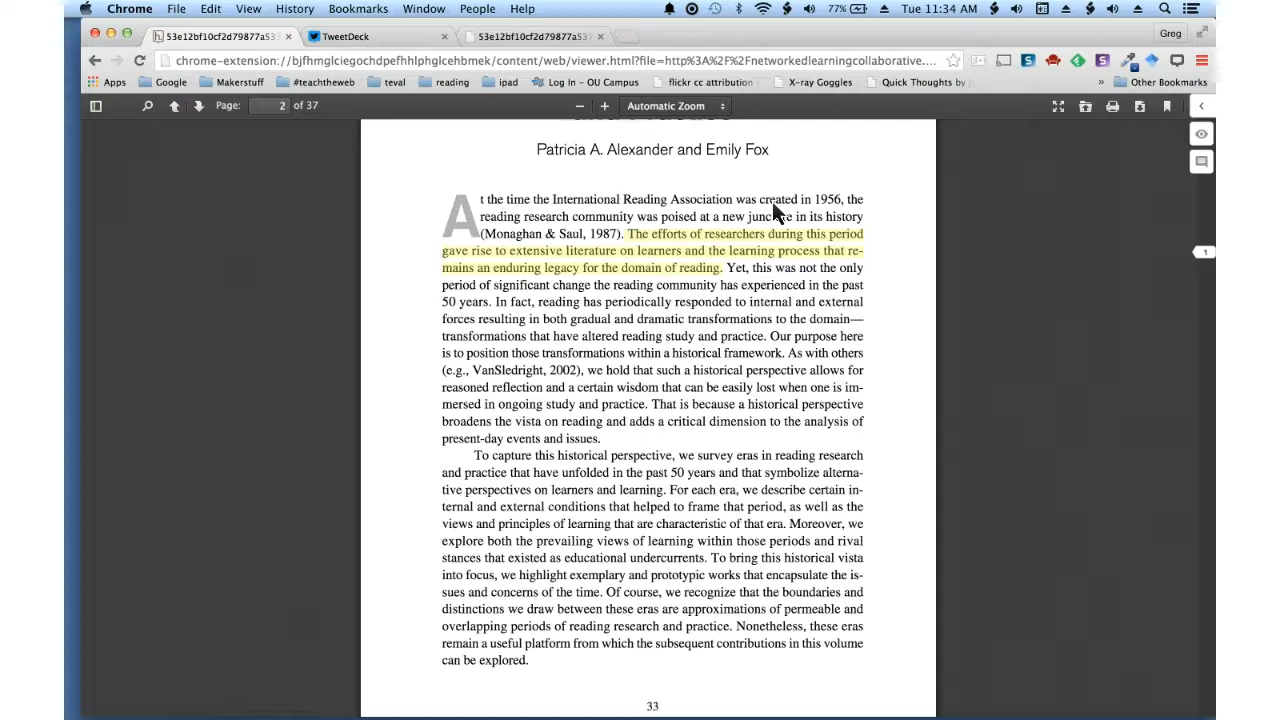 Chrome File Edit View History Bookmarks Window People Help 77% Tue 11:34 AM
53e12bf10cf2d79877a53 TweetDeck 53e12bf10cf2d79877a53 Greg
chrome-extension://bjfhmglciegochdpefhhlphglcehbmek/content/web/viewer.html?file=http%3A%2F%2Fnetworkedlearningcollaborative....
Apps Google Makerstuff #teachtheweb teval reading ipad Log In - OU Campus flickr cc attribution X-ray Goggles Quick Thoughts by » Other Bookmarks
Page: 2 of 37 Automatic Zoom
Patricia A. Alexander and Emily Fox
At the time the International Reading Association was created in 1956, the
reading research community was poised at a new in its history
(Monaghan & Saul, 1987). The efforts of researchers during this period
gave rise to extensive literature on learners and the learning process that re-
mains an enduring legacy for the domain of reading. Yet, this was not the only
period of significant change the reading community has experienced in the past
50 years. In fact, reading has periodically responded to internal and external
forces resulting in both gradual and dramatic transformations to the domain—
transformations that have altered reading study and practice. Our purpose here
is to position those transformations within a historical framework. As with others
(e.g., VanSledright, 2002), we hold that such a historical perspective allows for
reasoned reflection and a certain wisdom that can be easily lost when one is im-
mersed in ongoing study and practice. That is because a historical perspective
broadens the vista on reading and adds a critical dimension to the analysis of
present-day events and issues.
To capture this historical perspective, we survey eras in reading research
and practice that have unfolded in the past 50 years and that symbolize alterna-
tive perspectives on learners and learning. For each era, we describe certain in-
ternal and external conditions that helped to frame that period, as well as the
views and principles of learning that are characteristic of that era. Moreover, we
explore both the prevailing views of learning within those periods and rival
stances that existed as educational undercurrents. To bring this historical vista
into focus, we highlight exemplary and prototypic works that encapsulate the is-
sues and concerns of the time. Of course, we recognize that the boundaries and
distinctions we draw between these eras are approximations of permeable and
overlapping periods of reading research and practice. Nonetheless, these eras
remain a useful platform from which the subsequent contributions in this volume
can be explored.
33
1